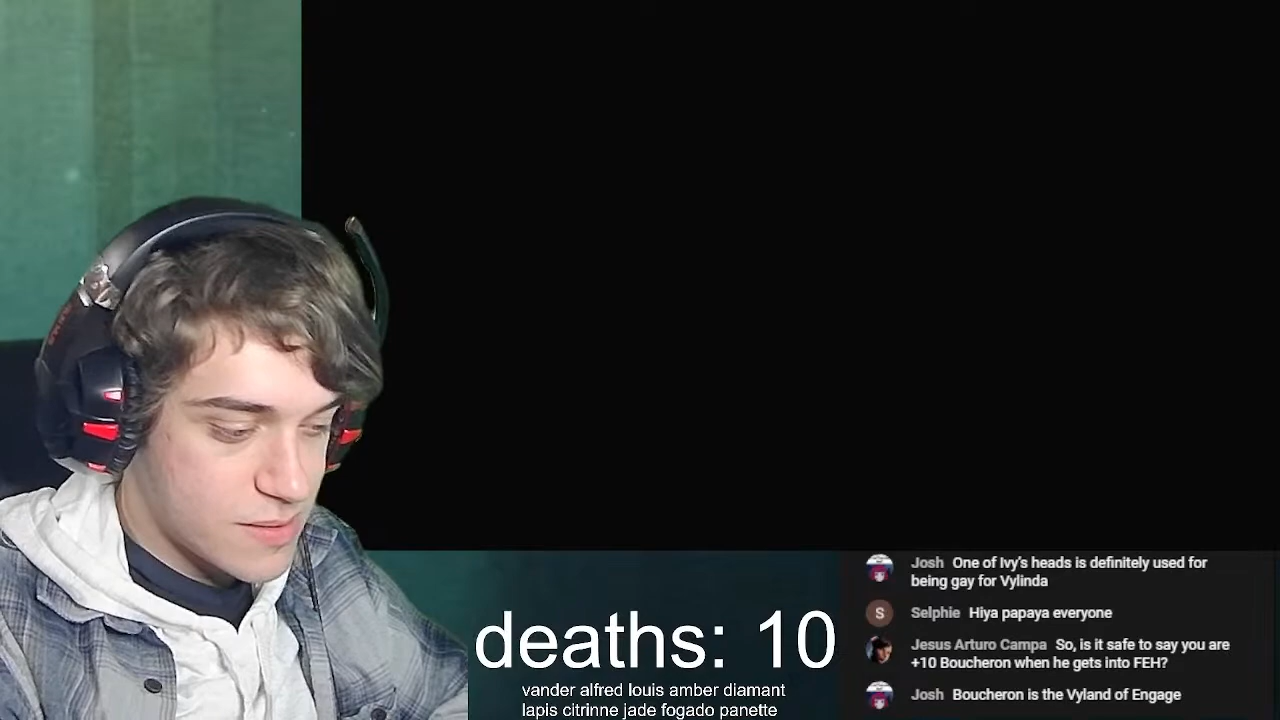 Josh One of Ivy's heads is definitely used for
being gay for Vylinda
S
Selphie Hiya papaya everyone
Jesus Arturo Campa So, is it safe to say you are
+10 Boucheron when he gets into FEH?
Josh Boucheron is the Vyland of Engage
deaths: 10
vander alfred louis amber diamant
lapis citrinne jade fogado panette